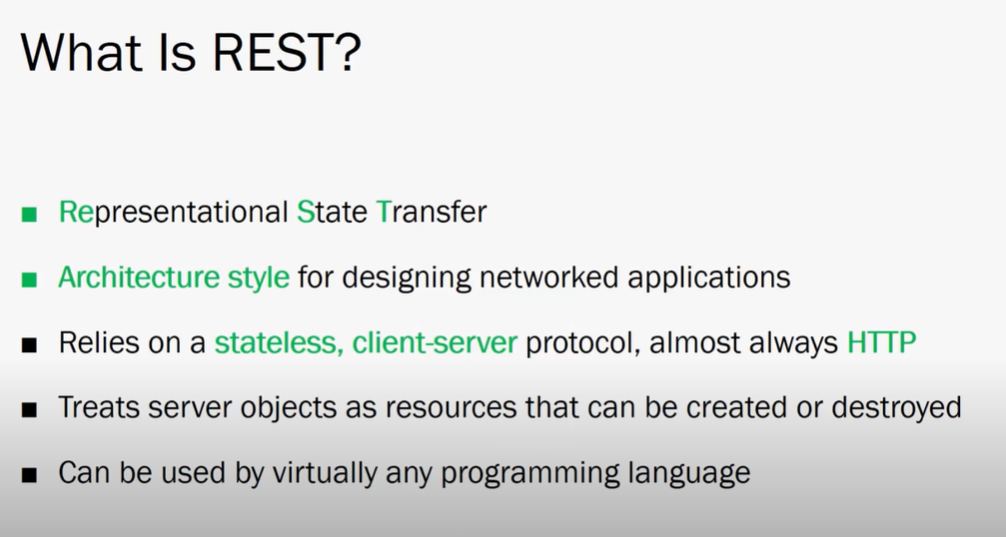 What Is REST?
Representational State Transfer
Architecture style for designing networked applications
Relies on a stateless, client-server protocol, almost always HTTP
Treats server objects as resources that can be created or destroyed
Can be used by virtually any programming language